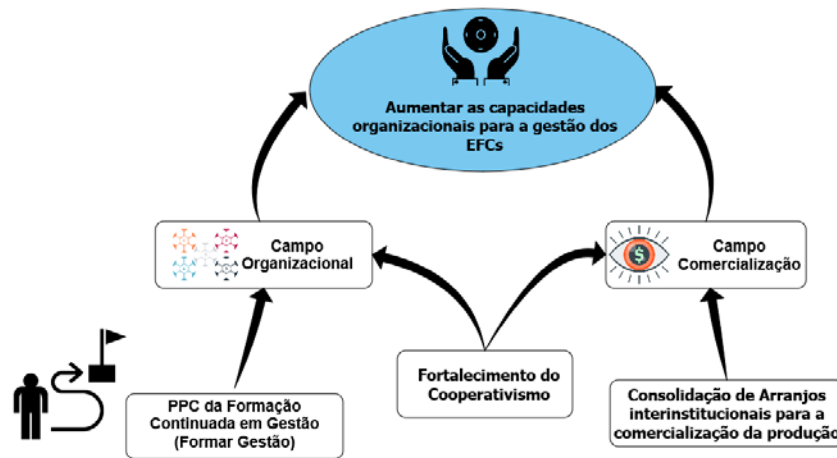 Aumentar as capacidades
organizacionais para a gestão dos
EFCs
Campo
Organizacional
$
Campo
Comercialização
PPC da Formação
Continuada em Gestão
(Formar Gestão)
Fortalecimento do
Cooperativismo
Consolidação de Arranjos
interinstitucionais para a
comercialização da produção